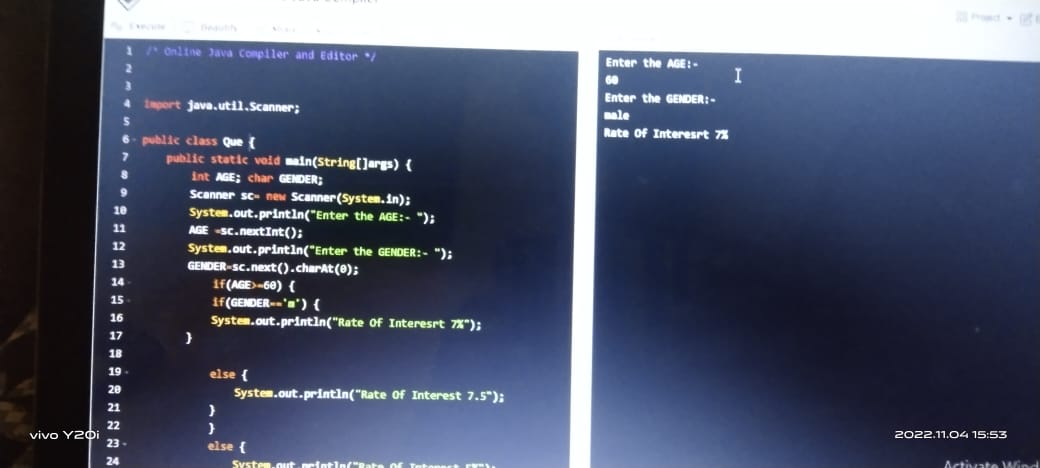 Execute
Beautify
Share
Project
1 /* Online Java Compiler and Editor */
2
3
4 import java.util.Scanner;
5
6 public class Que {
7 public static void main(String[]args) {
8 int AGE; char GENDER;
9 Scanner sc= new Scanner(System.in);
10 System.out.println("Enter the AGE:- ");
11 AGE =sc.nextInt();
12 System.out.println("Enter the GENDER:- ");
13 GENDER=sc.next().charAt(0);
14 if(AGE>=60) {
15 if(GENDER=='m') {
16 System.out.println("Rate Of Interesrt 7%");
17 }
18
19 else {
20 System.out.println("Rate Of Interest 7.5");
21 }
22 }
23 else {
24 System.out.println("Rate Of Interest
Enter the AGE:-
60
Enter the GENDER:-
male
Rate Of Interesrt 7%
vivo Y20i
2022.11.04 15:53
Activate